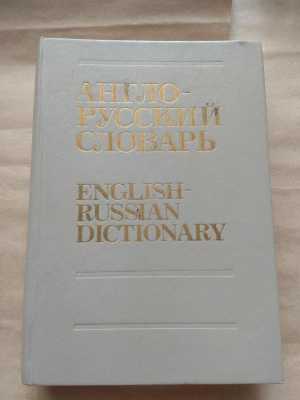 АНГЛО-
РУССКИЙ
СЛОВАРЬ
ENGLISH-
RUSSIAN
DICTIONARY